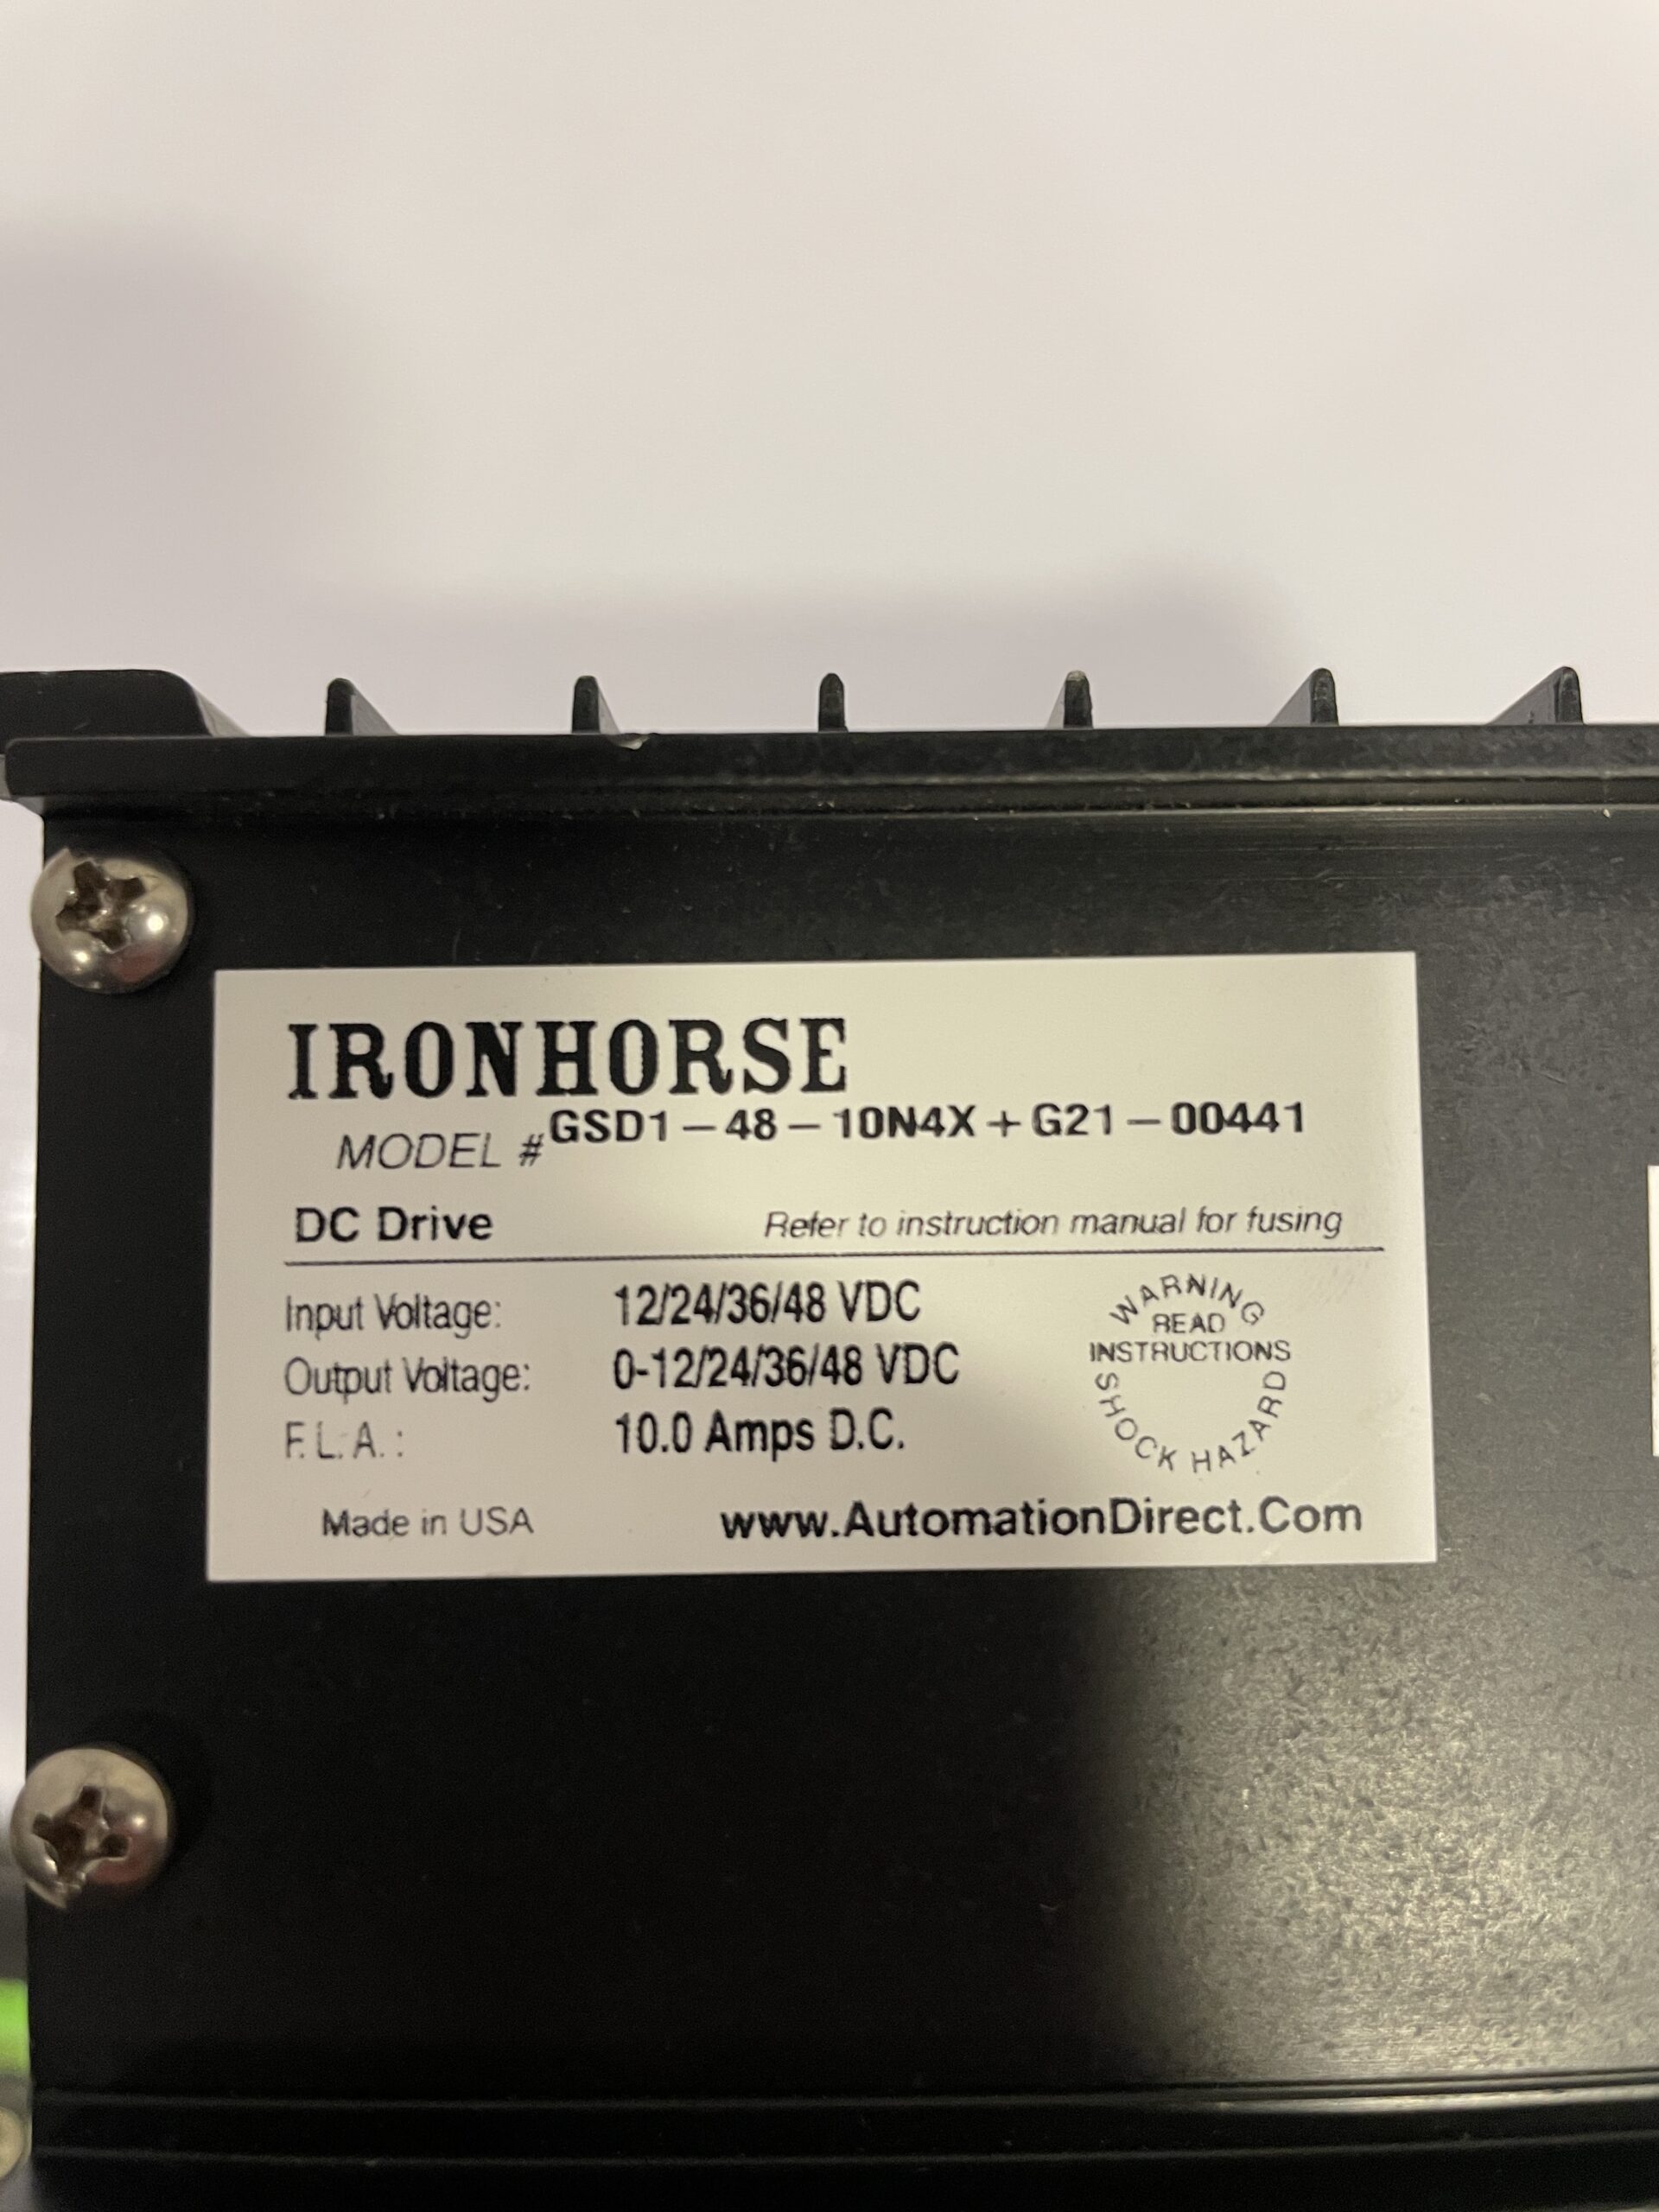 IRONHORSE
MODEL # GSD1-48-10N4X+G21-00441
DC Drive Refer to instruction manual for fusing
Input Voltage: 12/24/36/48 VDC
Output Voltage: 0-12/24/36/48 VDC
F.L.A.: 10.0 Amps D.C.
WARNING
READ
INSTRUCTIONS
SHOCK HAZARD
Made in USA www.AutomationDirect.Com